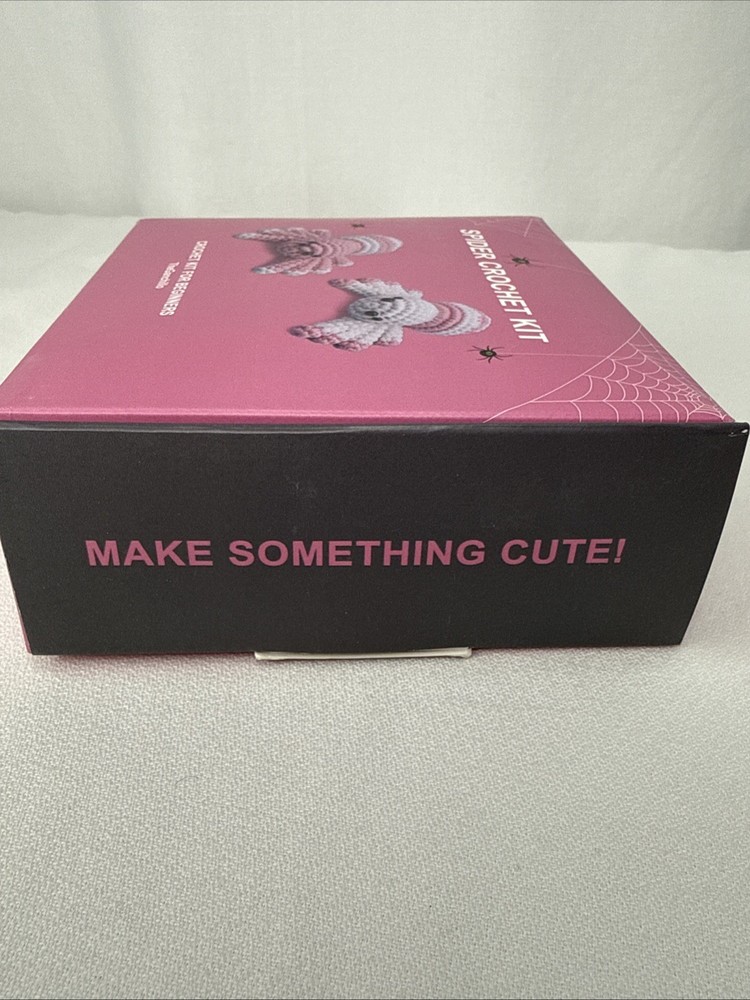 SPIDER CROCHET KIT
CROCHET KIT FOR BEGINNERS
MAKE SOMETHING CUTE!